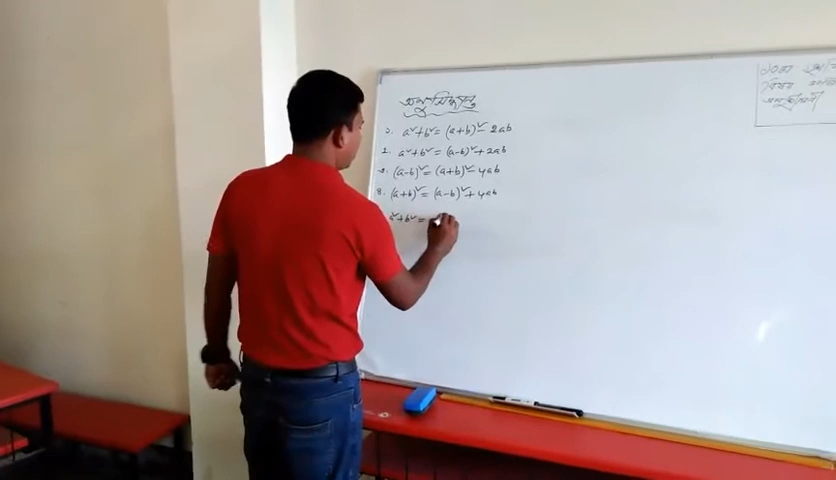 অনুসিদ্ধান্ত
১. a²+b² = (a+b)² − 2ab
২. a²+b² = (a−b)² + 2ab
৩. (a−b)² = (a+b)² − 4ab
৪. (a+b)² = (a−b)² + 4ab
a²+b² =